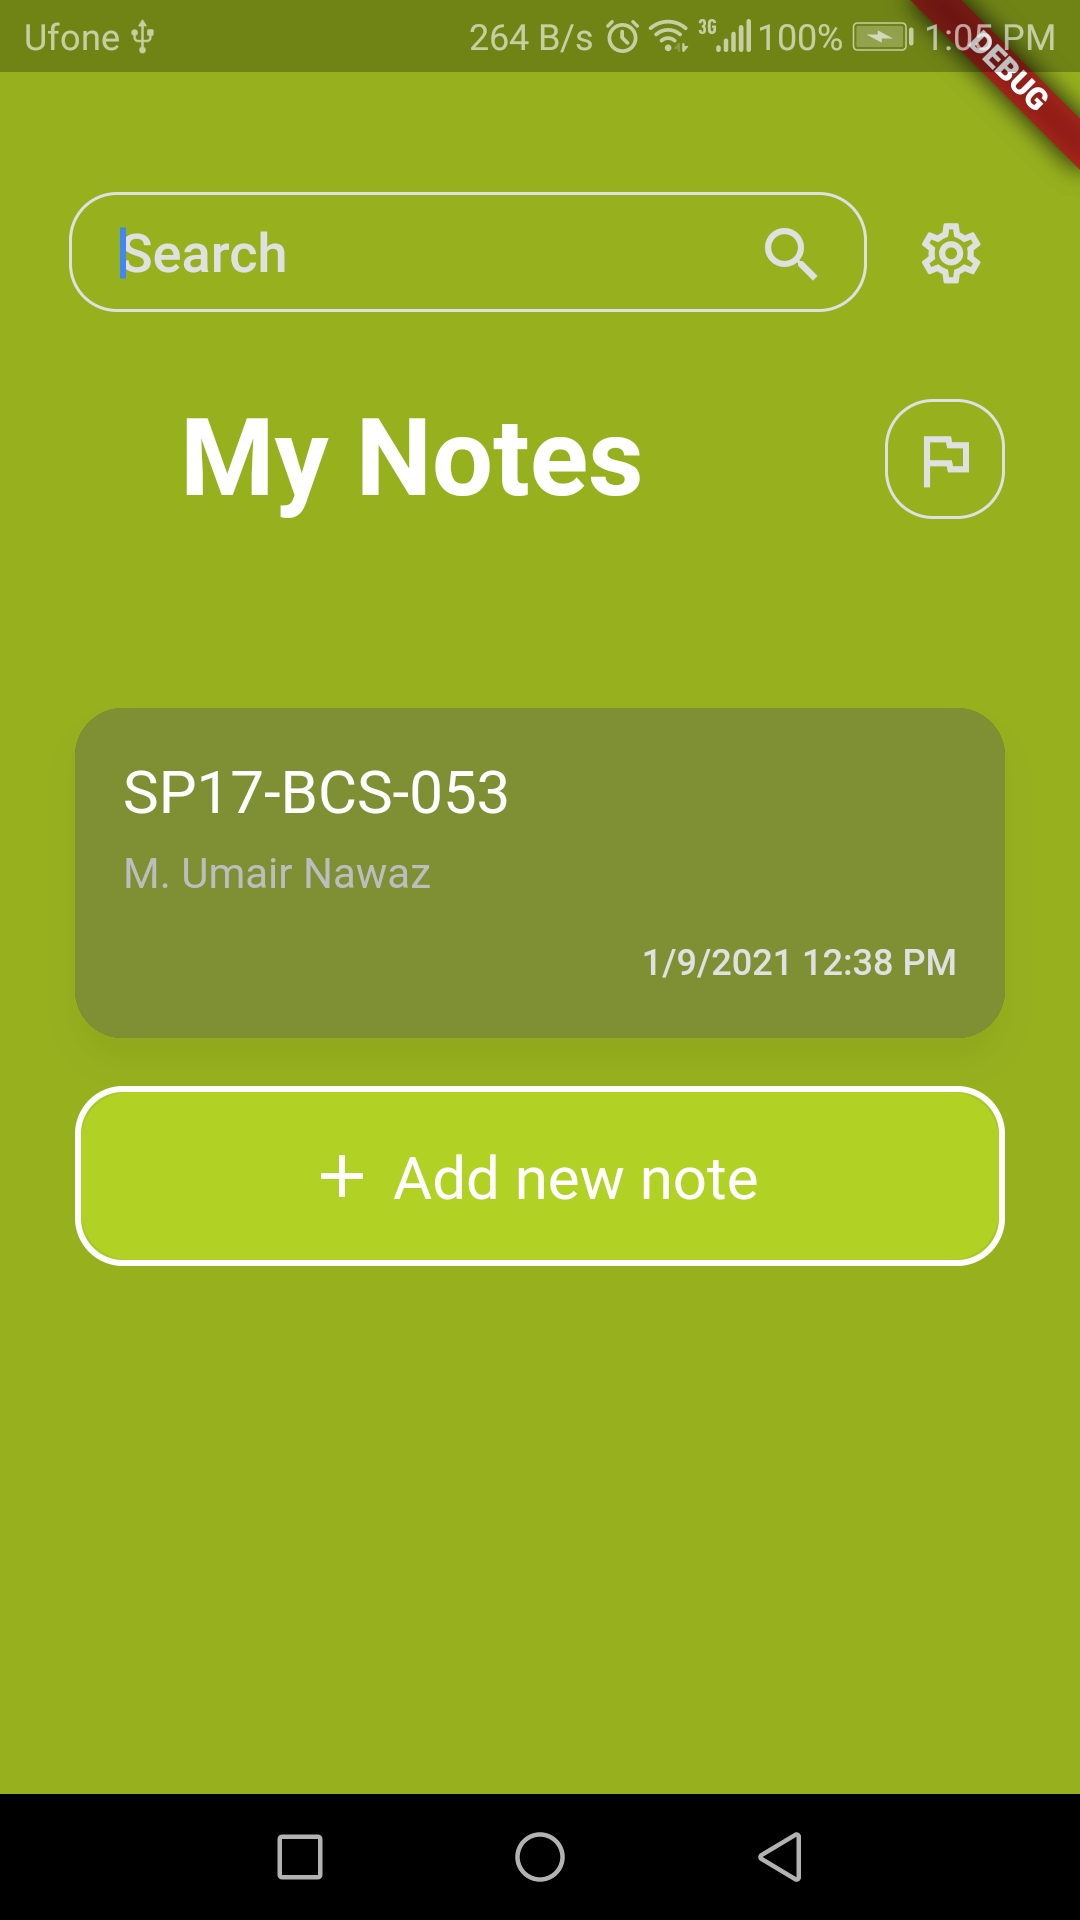 Ufone 264 B/s 3G 100% 1:05 PM
DEBUG
Search
My Notes
SP17-BCS-053
M. Umair Nawaz
1/9/2021 12:38 PM
+ Add new note